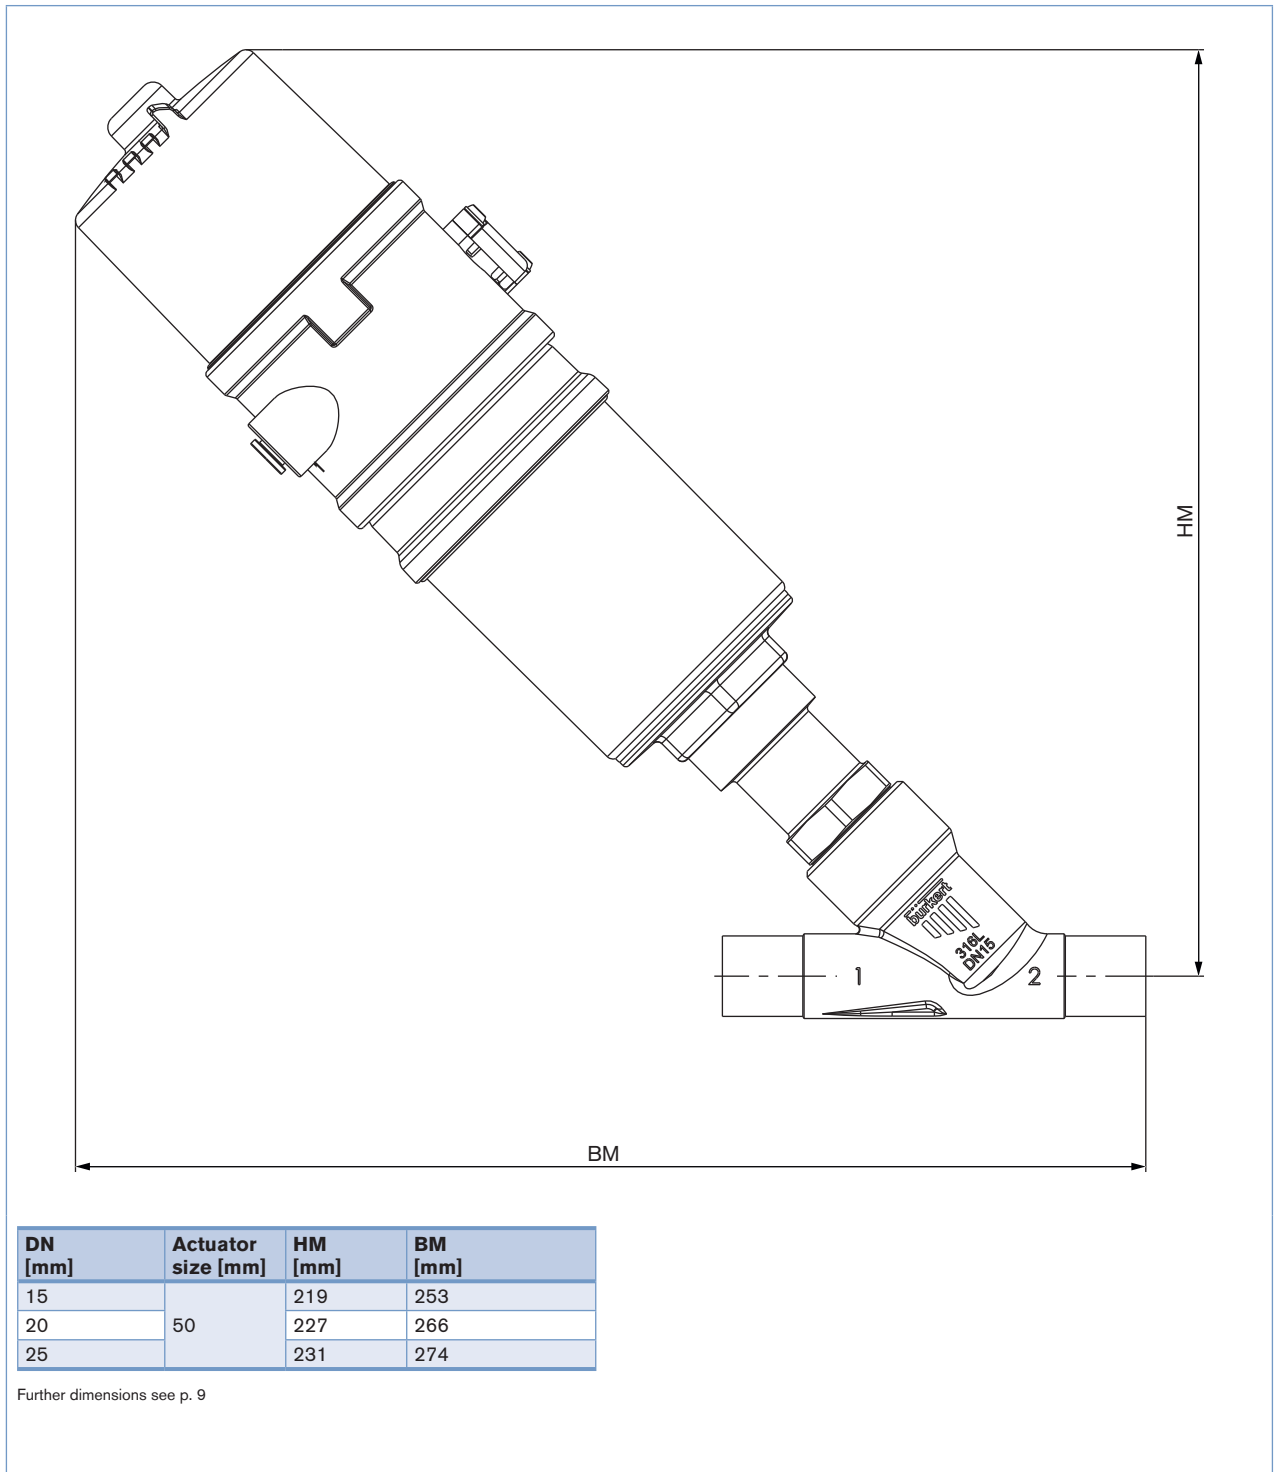 HM
burkert
316L
DN15
1 2
BM
DN [mm] Actuator size [mm] HM [mm] BM [mm]
15 50 219 253
20 227 266
25 231 274
Further dimensions see p. 9